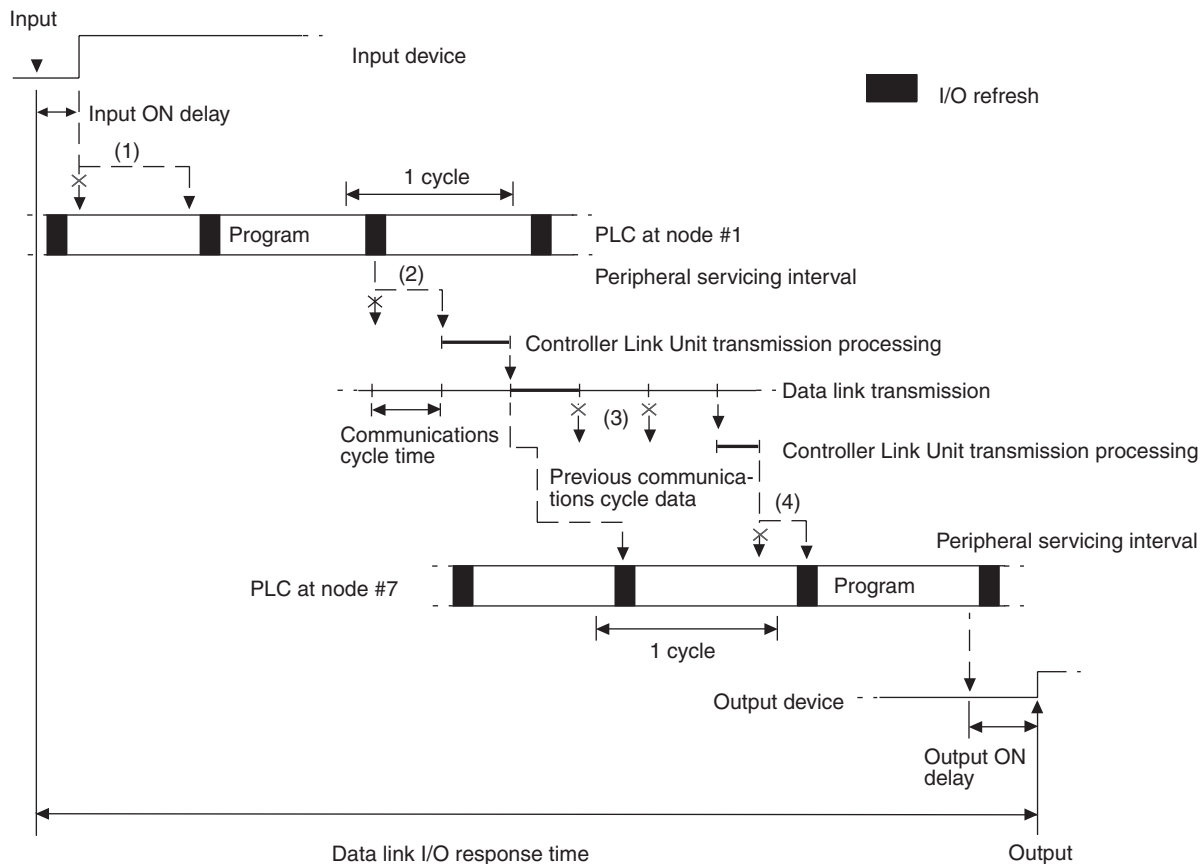 Input
Input device
I/O refresh
Input ON delay
(1)
1 cycle
Program
PLC at node #1
(2)
Peripheral servicing interval
Controller Link Unit transmission processing
Data link transmission
(3)
Communications
cycle time
Controller Link Unit transmission processing
Previous communica-
tions cycle data
(4)
Peripheral servicing interval
PLC at node #7
Program
1 cycle
Output device
Output ON
delay
Data link I/O response time
Output